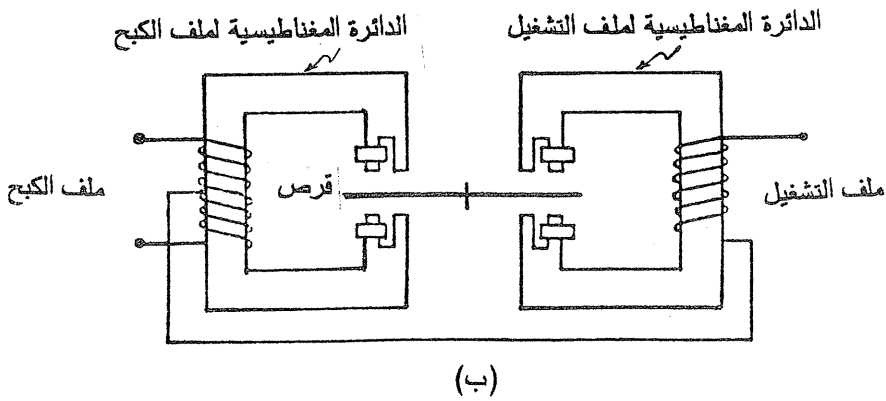 الدائرة المغناطيسية لملف التشغيل
الدائرة المغناطيسية لملف الكبح
ملف التشغيل
قرص
ملف الكبح
(ب)